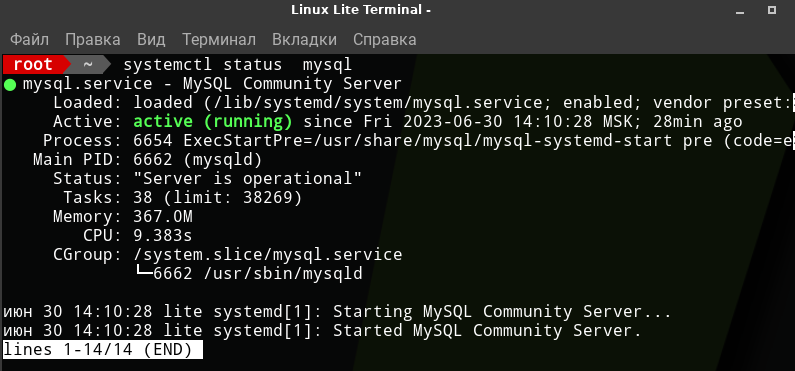 Linux Lite Terminal -
Файл Правка Вид Терминал Вкладки Справка
root ~ systemctl status  mysql
● mysql.service - MySQL Community Server
     Loaded: loaded (/lib/systemd/system/mysql.service; enabled; vendor preset:
     Active: active (running) since Fri 2023-06-30 14:10:28 MSK; 28min ago
    Process: 6654 ExecStartPre=/usr/share/mysql/mysql-systemd-start pre (code=e
   Main PID: 6662 (mysqld)
     Status: "Server is operational"
      Tasks: 38 (limit: 38269)
     Memory: 367.0M
        CPU: 9.383s
     CGroup: /system.slice/mysql.service
             └─6662 /usr/sbin/mysqld
июн 30 14:10:28 lite systemd[1]: Starting MySQL Community Server...
июн 30 14:10:28 lite systemd[1]: Started MySQL Community Server.
lines 1-14/14 (END)